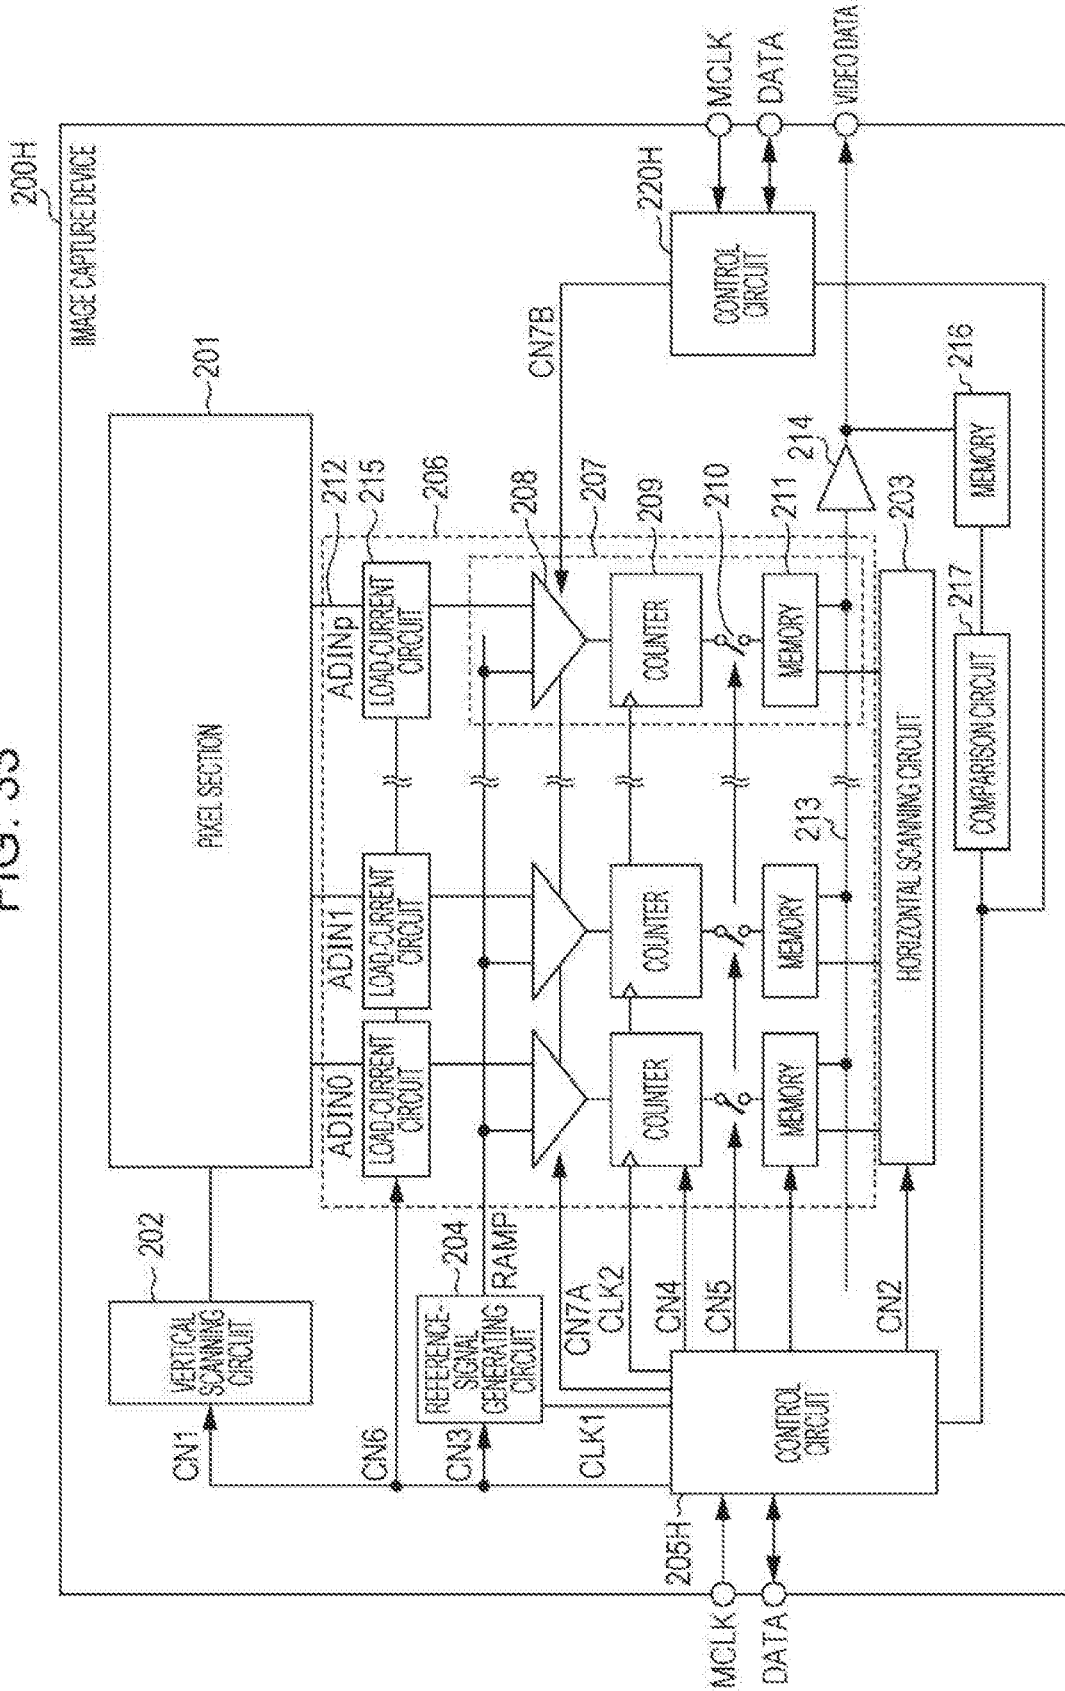 FIG. 33
200H
IMAGE CAPTURE DEVICE
201
PIXEL SECTION
202
VERTICAL
SCANNING
CIRCUIT
CN1
ADIN0
ADIN1
ADINp
212
215
206
LOAD-CURRENT
CIRCUIT
LOAD-CURRENT
CIRCUIT
LOAD-CURRENT
CIRCUIT
CN6
204
REFERENCE-
SIGNAL
GENERATING
CIRCUIT
CN3
RAMP
CLK1
208
207
CN7A
CN7B
CLK2
209
COUNTER
COUNTER
COUNTER
CN4
210
CN5
211
MEMORY
MEMORY
MEMORY
213
214
203
HORIZONTAL SCANNING CIRCUIT
CN2
205H
CONTROL
CIRCUIT
220H
CONTROL
CIRCUIT
216
MEMORY
217
COMPARISON CIRCUIT
MCLK
DATA
MCLK
DATA
VIDEO DATA